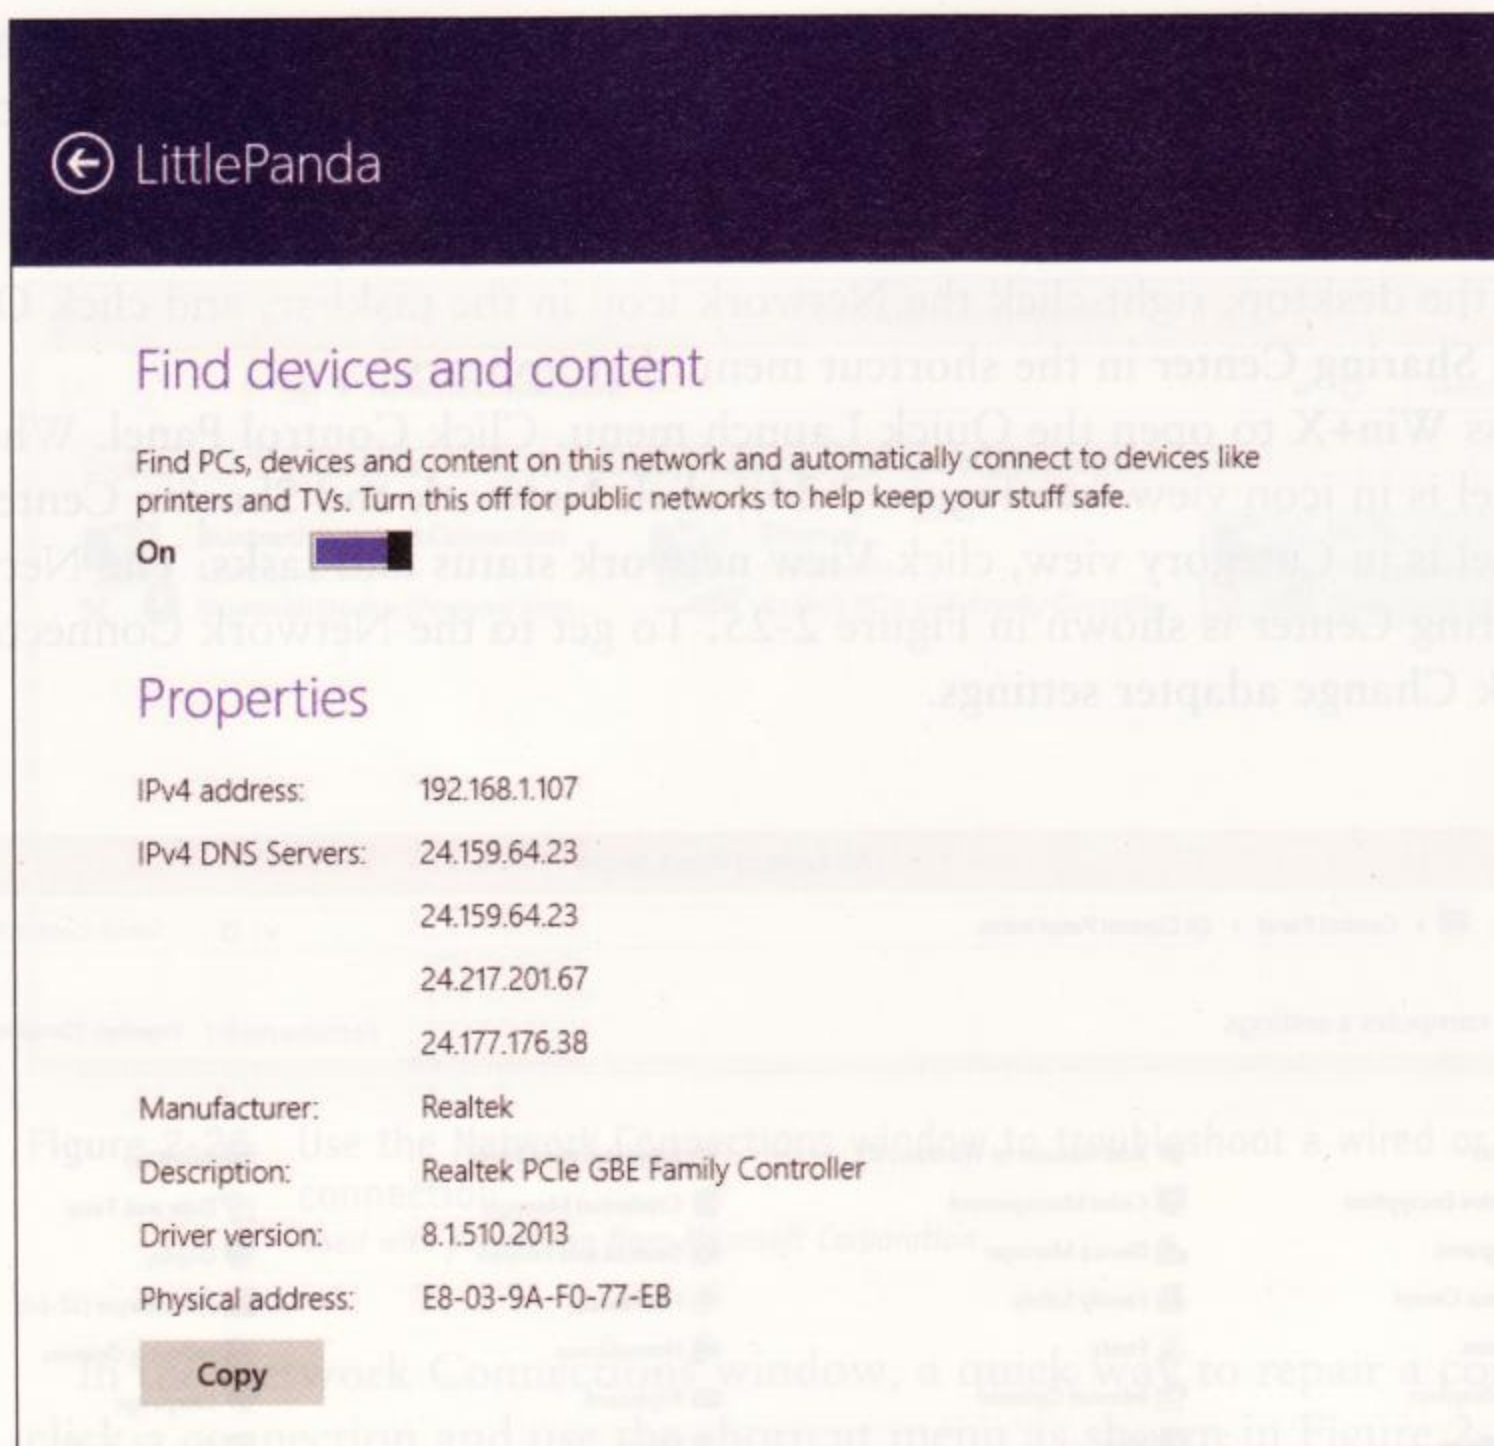 LittlePanda
Find devices and content
Find PCs, devices and content on this network and automatically connect to devices like
printers and TVs. Turn this off for public networks to help keep your stuff safe.
On
Properties
IPv4 address: 192.168.1.107
IPv4 DNS Servers: 24.159.64.23
24.159.64.23
24.217.201.67
24.177.176.38
Manufacturer: Realtek
Description: Realtek PCIe GBE Family Controller
Driver version: 8.1.510.2013
Physical address: E8-03-9A-F0-77-EB
Copy